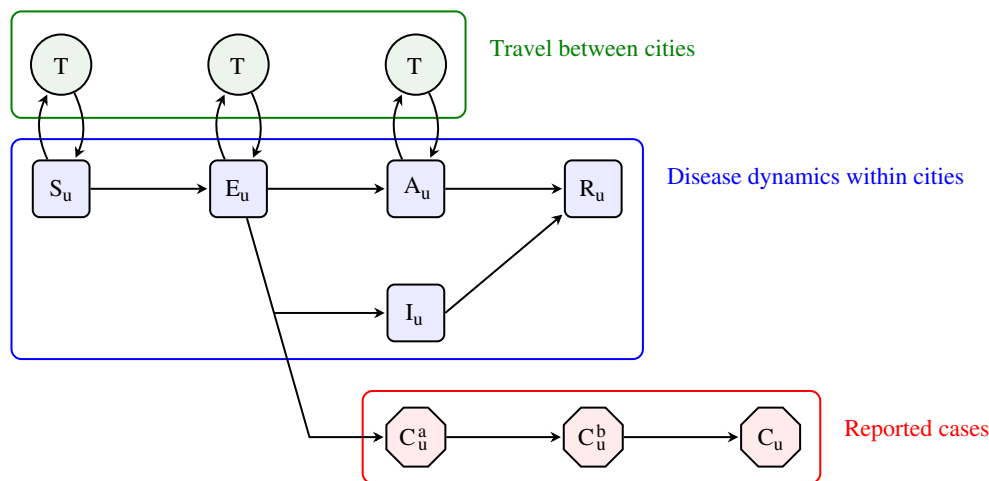 T T T
Travel between cities
S_u E_u A_u R_u
Disease dynamics within cities
I_u
C_u^a C_u^b C_u
Reported cases